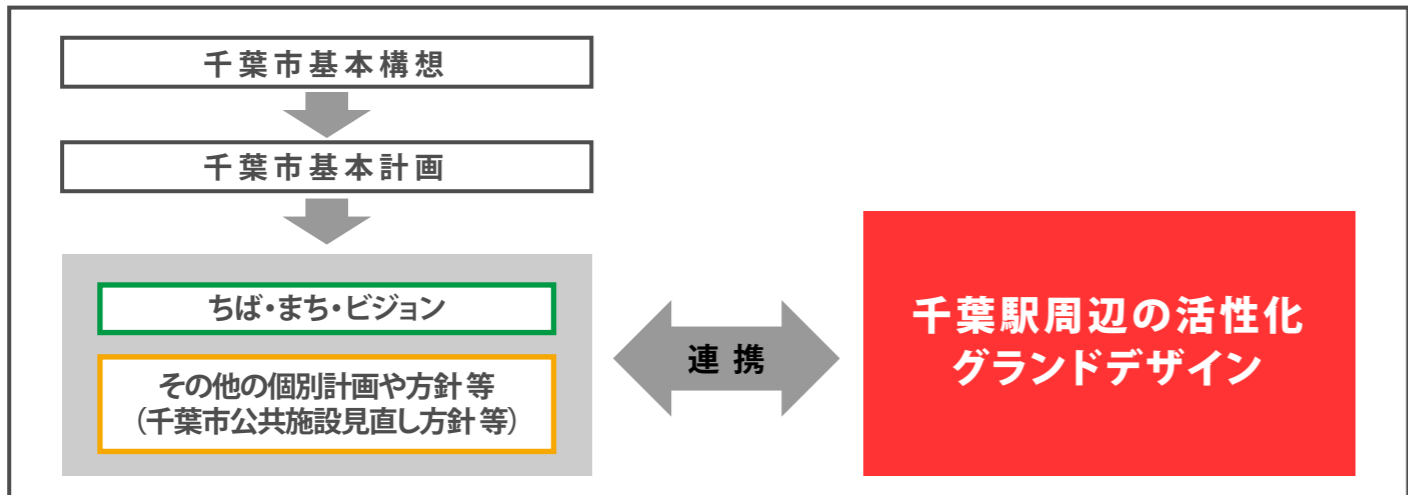 千葉市基本構想
千葉市基本計画
ちば・まち・ビジョン
その他の個別計画や方針等
(千葉市公共施設見直し方針等)
連携
千葉駅周辺の活性化
グランドデザイン